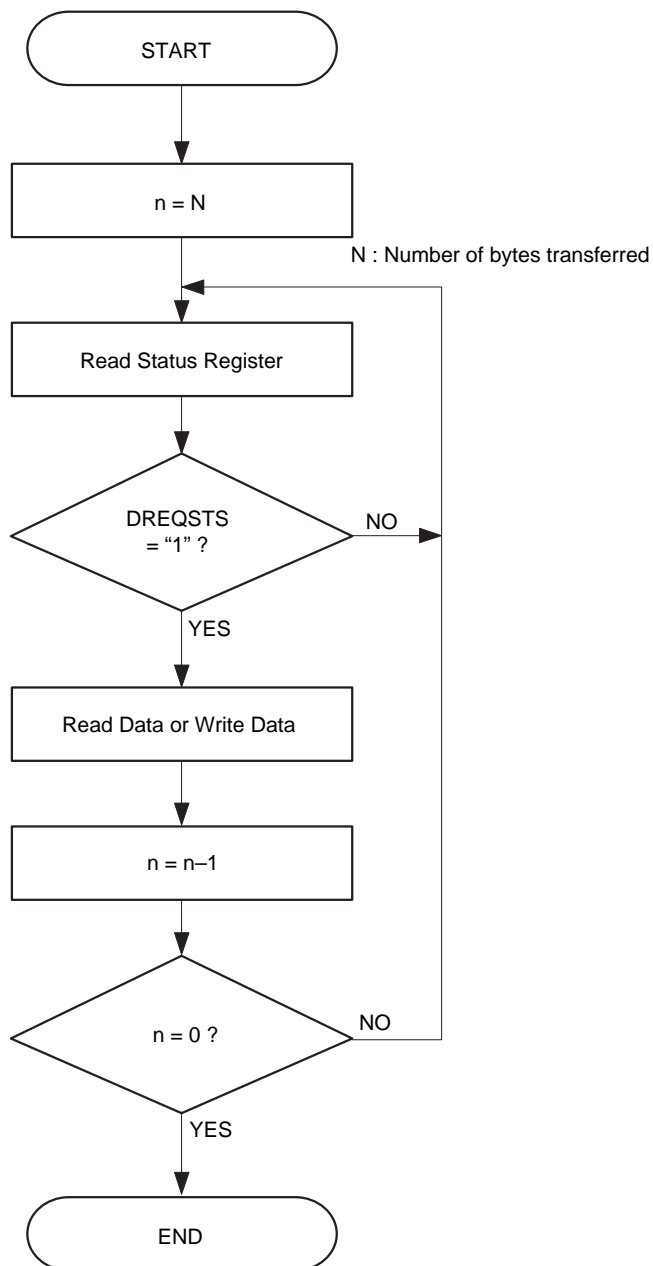 START
n = N
N : Number of bytes transferred
Read Status Register
DREQSTS
= “1” ?
NO
YES
Read Data or Write Data
n = n–1
n = 0 ?
NO
YES
END